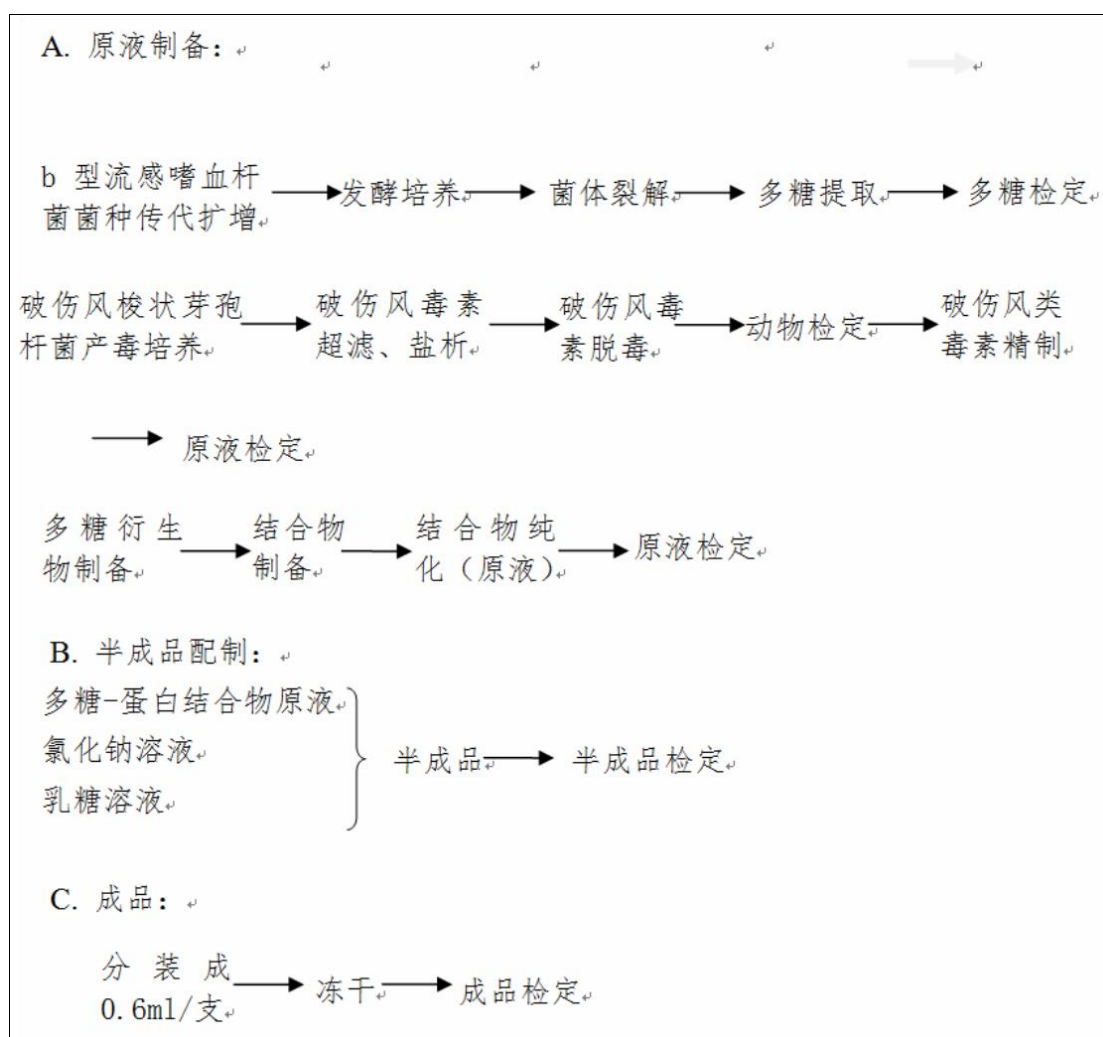 A. 原液制备：
b 型流感嗜血杆
菌菌种传代扩增
发酵培养
菌体裂解
多糖提取
多糖检定
破伤风梭状芽孢
杆菌产毒培养
破伤风毒素
超滤、盐析
破伤风毒
素脱毒
动物检定
破伤风类
毒素精制
原液检定
多糖衍生
物制备
结合物
制备
结合物纯
化（原液）
原液检定
B. 半成品配制：
多糖-蛋白结合物原液
氯化钠溶液
乳糖溶液
半成品
半成品检定
C. 成品：
分装成
0.6ml/支
冻干
成品检定